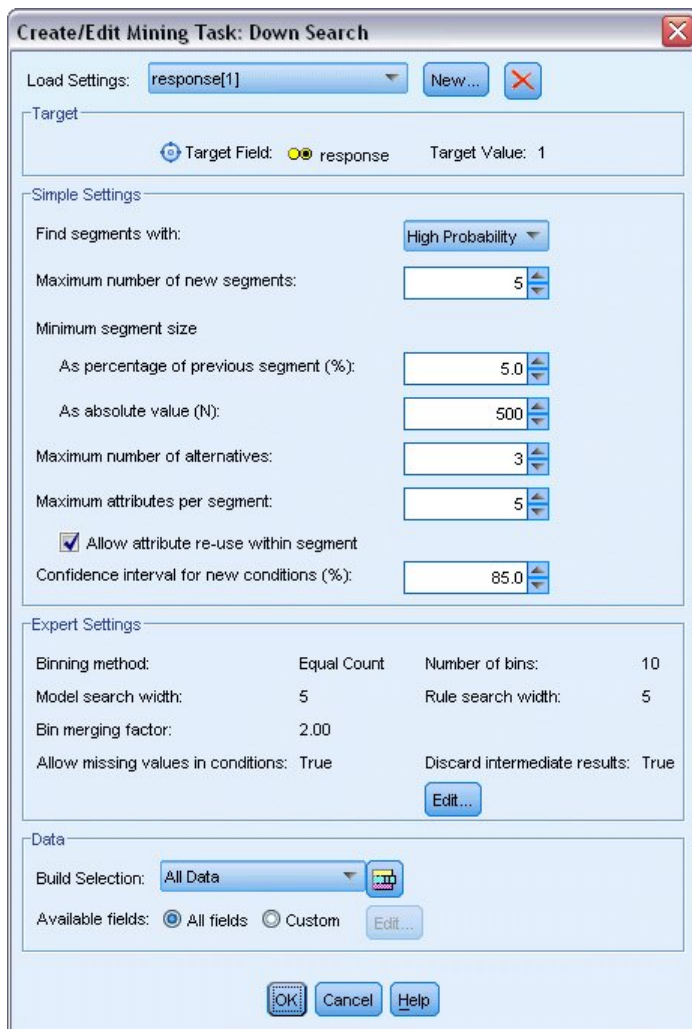 Create/Edit Mining Task: Down Search
Load Settings: response[1] New...
Target
Target Field: response Target Value: 1
Simple Settings
Find segments with: High Probability
Maximum number of new segments: 5
Minimum segment size
As percentage of previous segment (%): 5.0
As absolute value (N): 500
Maximum number of alternatives: 3
Maximum attributes per segment: 5
Allow attribute re-use within segment
Confidence interval for new conditions (%): 85.0
Expert Settings
Binning method: Equal Count Number of bins: 10
Model search width: 5 Rule search width: 5
Bin merging factor: 2.00
Allow missing values in conditions: True Discard intermediate results: True
Edit...
Data
Build Selection: All Data
Available fields: All fields Custom Edit...
OK Cancel Help